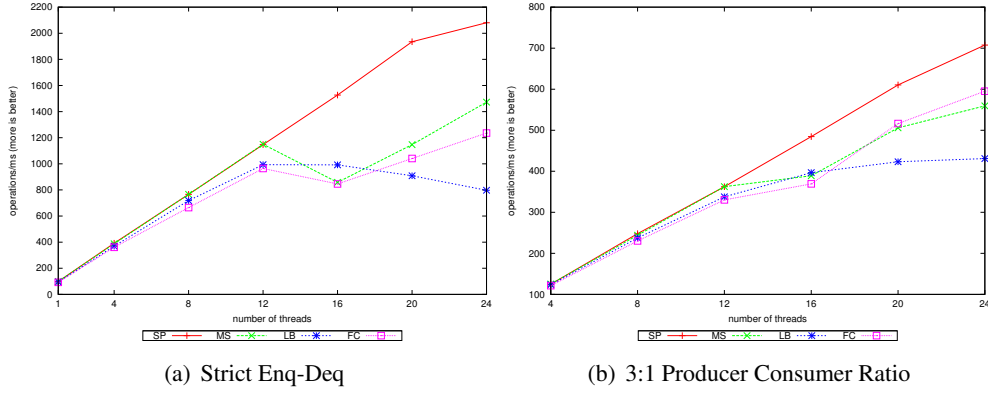 2200
2000
1800
1600
1400
1200
1000
800
600
400
200
0
operations/ms (more is better)
1 4 8 12 16 20 24
number of threads
SP MS LB FC
(a) Strict Enq-Deq
800
700
600
500
400
300
200
100
operations/ms (more is better)
4 8 12 16 20 24
number of threads
SP MS LB FC
(b) 3:1 Producer Consumer Ratio